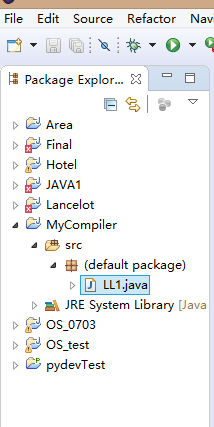 File Edit Source Refactor Nav
Package Explor...
Area
Final
Hotel
JAVA1
Lancelot
MyCompiler
src
(default package)
LL1.java
JRE System Library [Java
OS_0703
OS_test
pydevTest